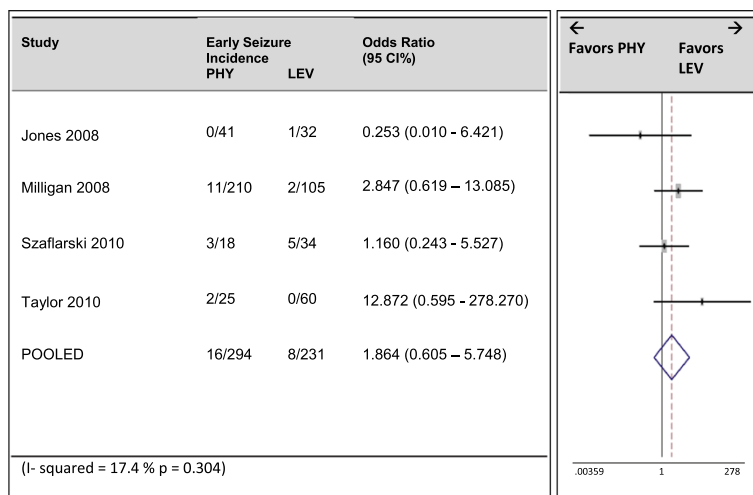 Study Early Seizure Incidence Odds Ratio (95 CI%)
PHY LEV
Jones 2008 0/41 1/32 0.253 (0.010 - 6.421)
Milligan 2008 11/210 2/105 2.847 (0.619 – 13.085)
Szaflarski 2010 3/18 5/34 1.160 (0.243 - 5.527)
Taylor 2010 2/25 0/60 12.872 (0.595 - 278.270)
POOLED 16/294 8/231 1.864 (0.605 – 5.748)
(I- squared = 17.4 % p = 0.304)
← →
Favors PHY Favors
LEV
.00359 1 278